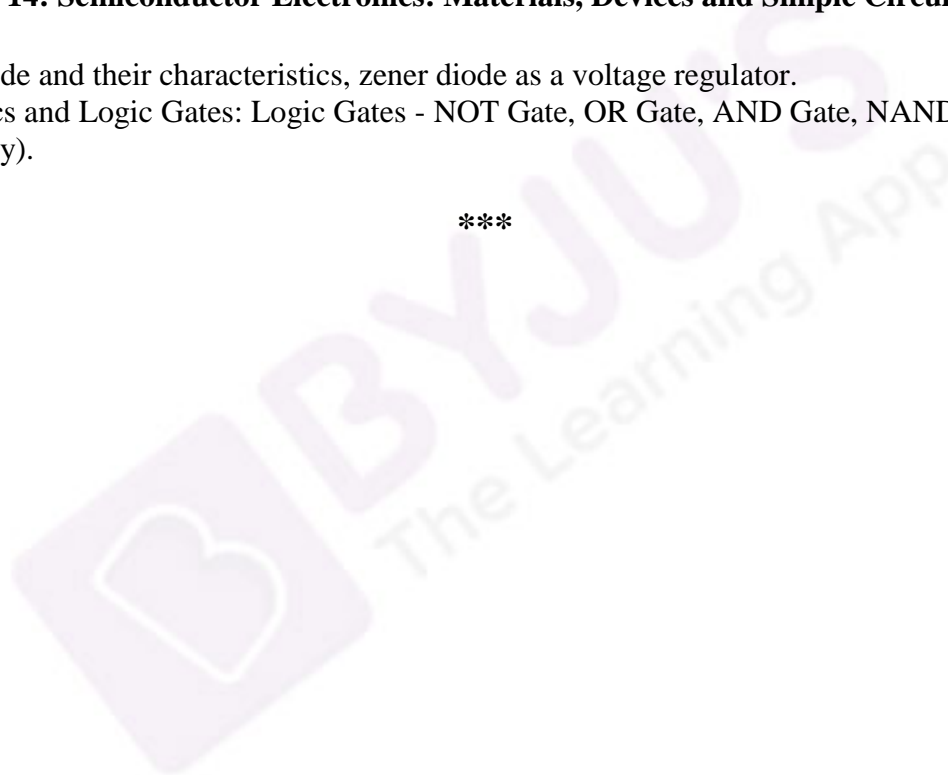 14: Semiconductor Electronics: Materials, Devices and Simple
de and their characteristics, zener diode as a voltage regulator.
cs and Logic Gates: Logic Gates - NOT Gate, OR Gate, AND Gate, NAND
y).
***
BYJU'S
The Learning App